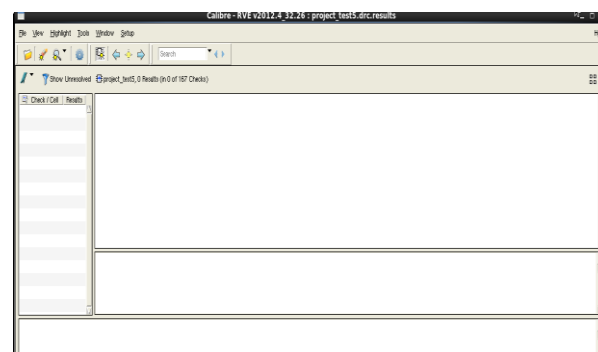 Calibre - RVE v2012.4_32.26 : project_test5.drc.results
File View Highlight Tools Window Setup
Search
Show Unresolved project_test5, 0 Results (in 0 of 157 Checks)
Check / Cell Results